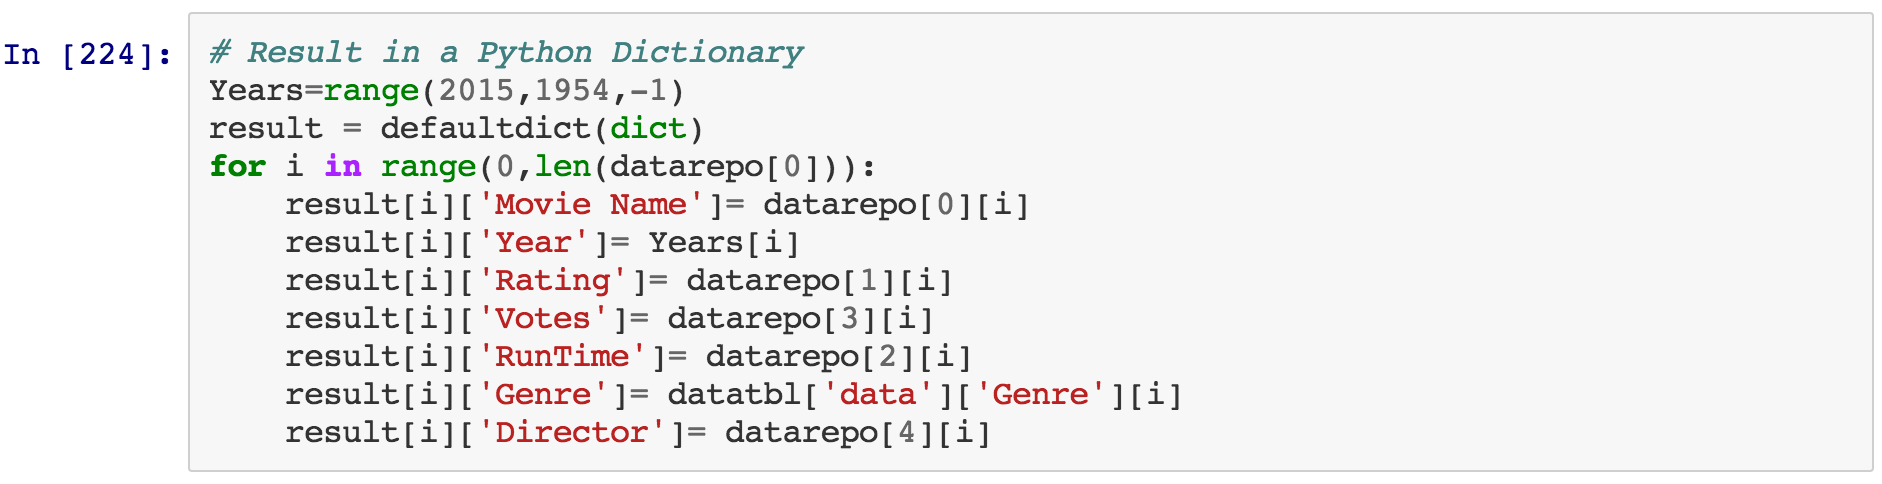 In [224]:
# Result in a Python Dictionary
Years=range(2015,1954,-1)
result = defaultdict(dict)
for i in range(0,len(datarepo[0])):
    result[i]['Movie Name']= datarepo[0][i]
    result[i]['Year']= Years[i]
    result[i]['Rating']= datarepo[1][i]
    result[i]['Votes']= datarepo[3][i]
    result[i]['RunTime']= datarepo[2][i]
    result[i]['Genre']= datatbl['data']['Genre'][i]
    result[i]['Director']= datarepo[4][i]